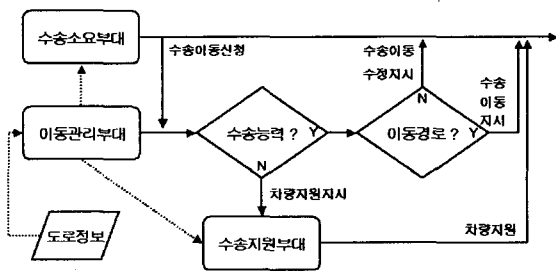 수송소요부대
수송이동신청
수송이동
수정지시
수송
이동
지시
이동관리부대
수송능력 ?
Y
N
이동경로 ?
N
Y
차량지원지시
도로정보
수송지원부대
차량지원